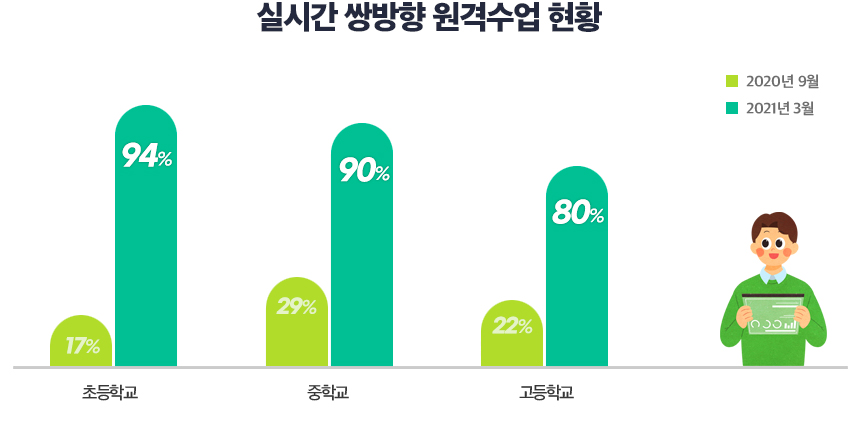 실시간 쌍방향 원격수업 현황
2020년 9월
2021년 3월
94%
90%
80%
17%
29%
22%
초등학교
중학교
고등학교